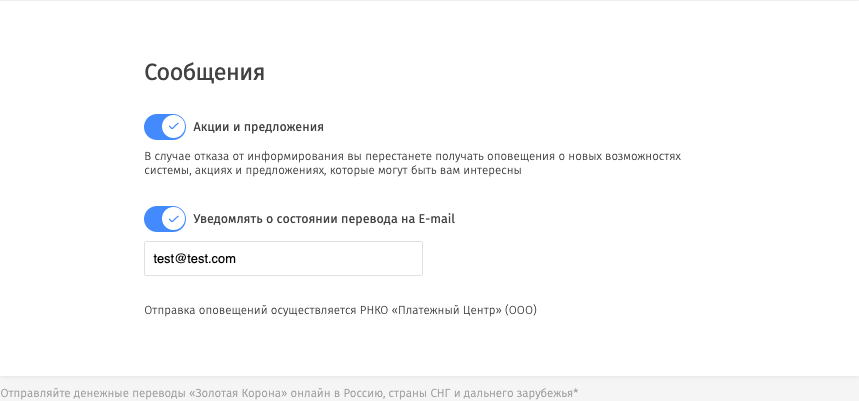 Сообщения
Акции и предложения
В случае отказа от информирования вы перестанете получать оповещения о новых возможностях
системы, акциях и предложениях, которые могут быть вам интересны
Уведомлять о состоянии перевода на E-mail
test@test.com
Отправка оповещений осуществляется РНКО «Платежный Центр» (ООО)
Отправляйте денежные переводы «Золотая Корона» онлайн в Россию, страны СНГ и дальнего зарубежья*